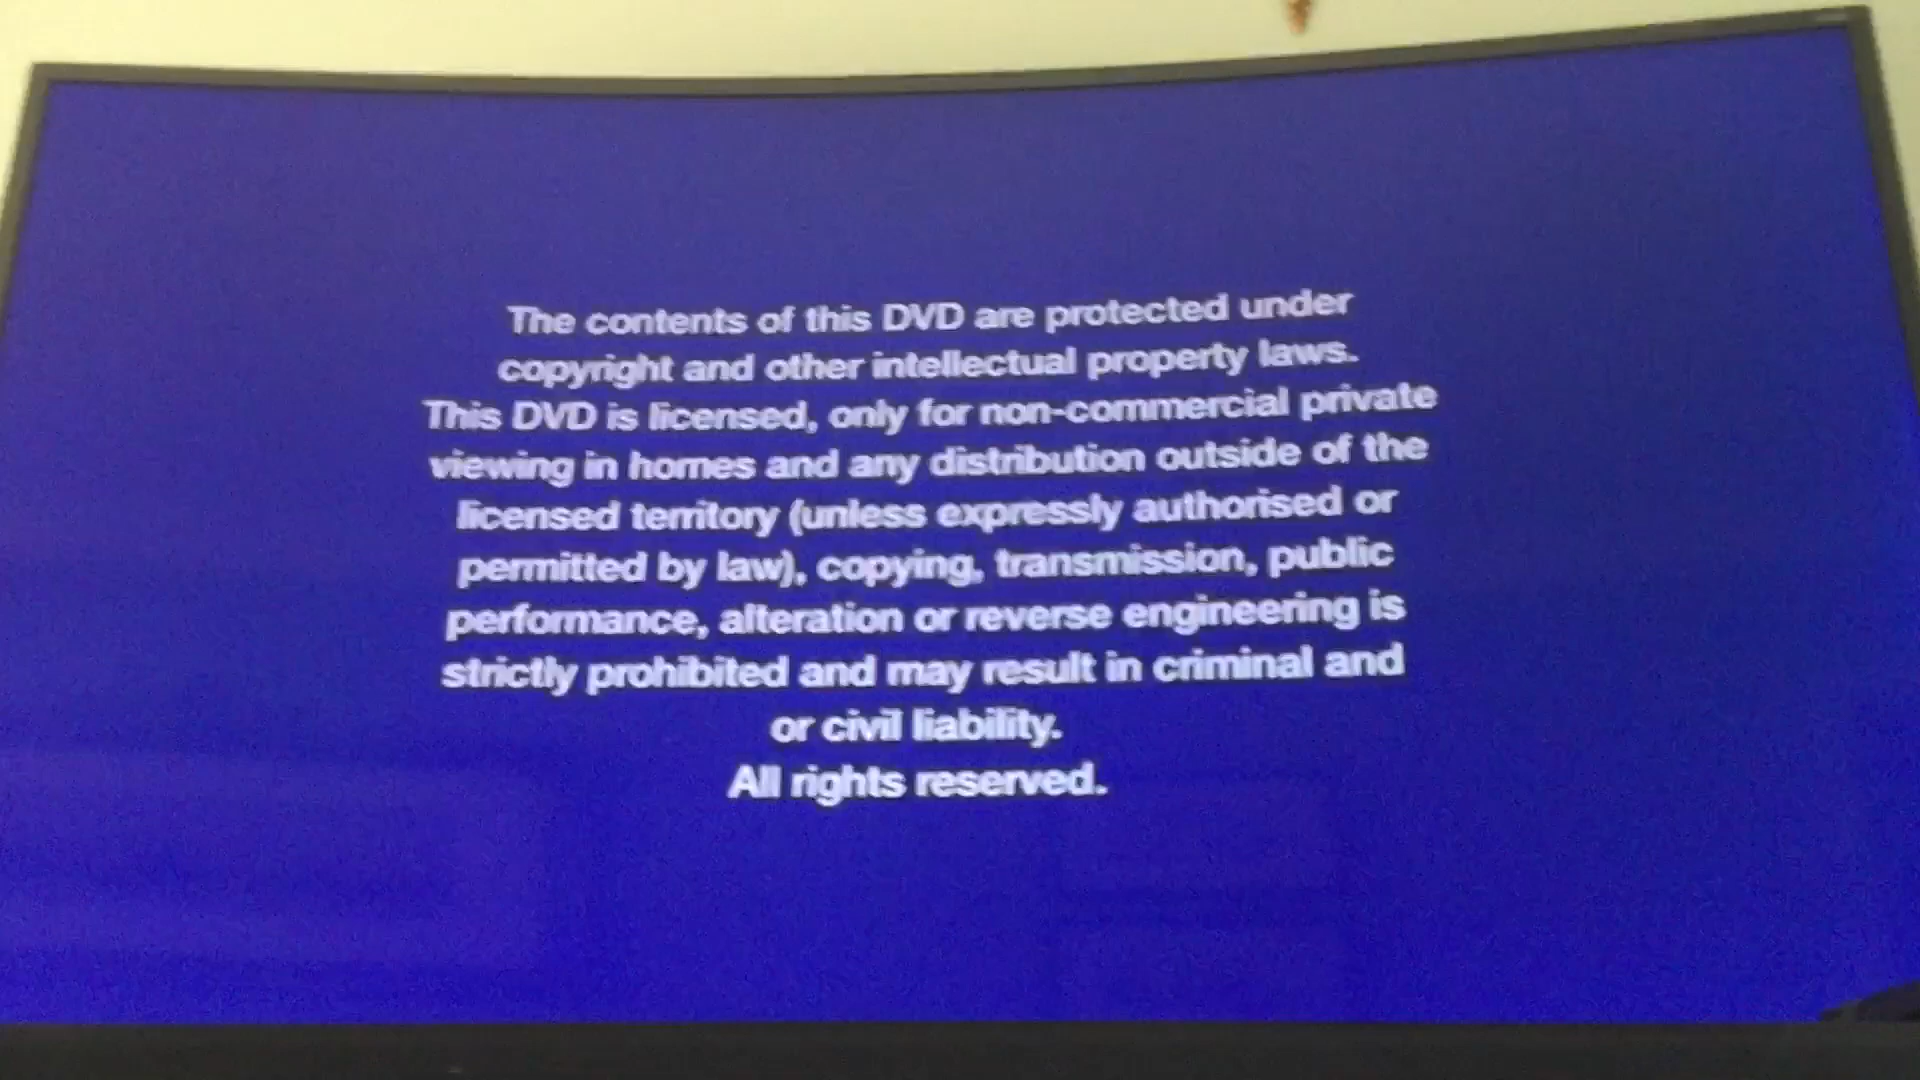 The contents of this DVD are protected under
copyright and other intellectual property laws.
This DVD is licensed, only for non-commercial private
viewing in homes and any distribution outside of the
licensed territory (unless expressly authorised or
permitted by law), copying, transmission, public
performance, alteration or reverse engineering is
strictly prohibited and may result in criminal and
or civil liability.
All rights reserved.